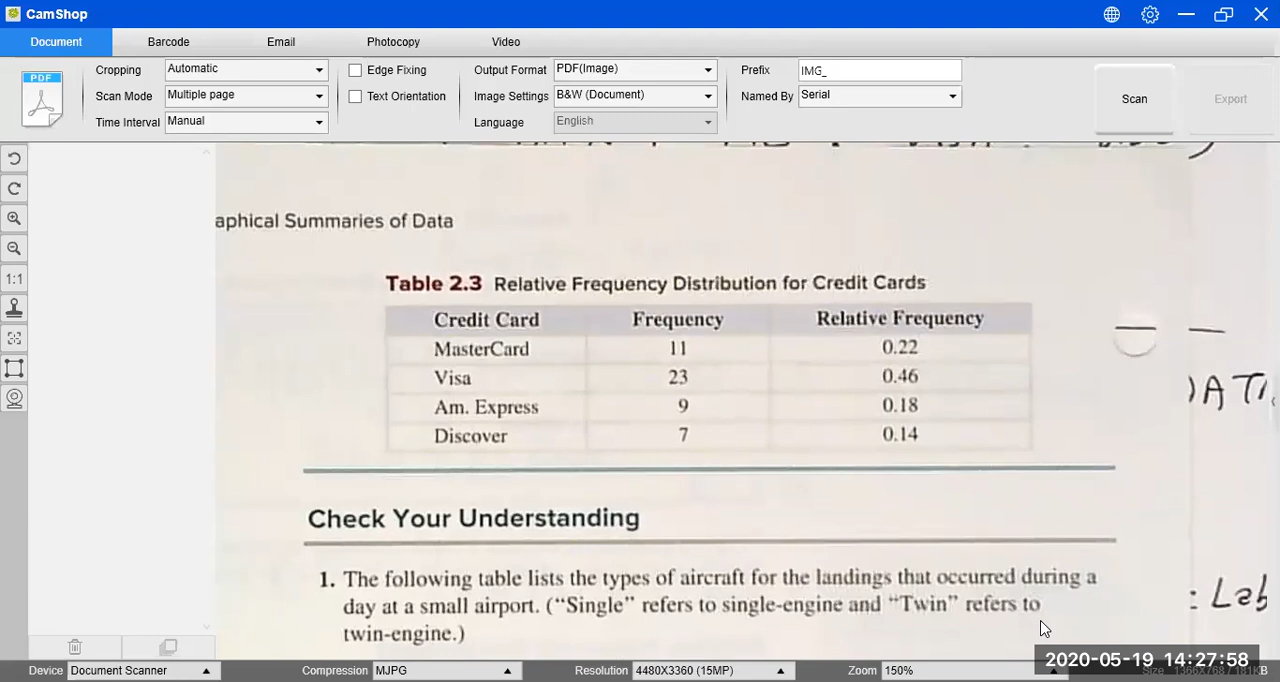 CamShop
Document Barcode Email Photocopy Video
Cropping Automatic Edge Fixing Output Format PDF(Image) Prefix IMG_
PDF Scan Mode Multiple page Text Orientation Image Settings B&W (Document) Named By Serial Scan Export
Time Interval Manual Language English
1:1
aphical Summaries of Data
Table 2.3 Relative Frequency Distribution for Credit Cards
Credit Card Frequency Relative Frequency
MasterCard 11 0.22
Visa 23 0.46
Am. Express 9 0.18
Discover 7 0.14
Check Your Understanding
1. The following table lists the types of aircraft for the landings that occurred during a
day at a small airport. ("Single" refers to single-engine and "Twin" refers to
twin-engine.)
: Lab
2020-05-19 14:27:58
Device Document Scanner Compression MJPG Resolution 4480X3360 (15MP) Zoom 150%